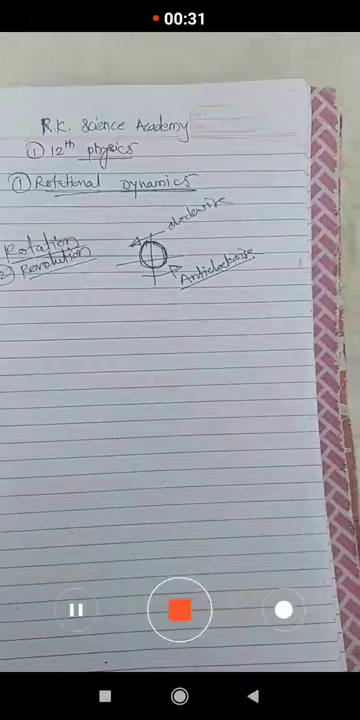 00:31
R.K. Science Academy
① 12th physics
① Rotational Dynamics
clockwise
Rotation
2) Revolution
Anticlockwise